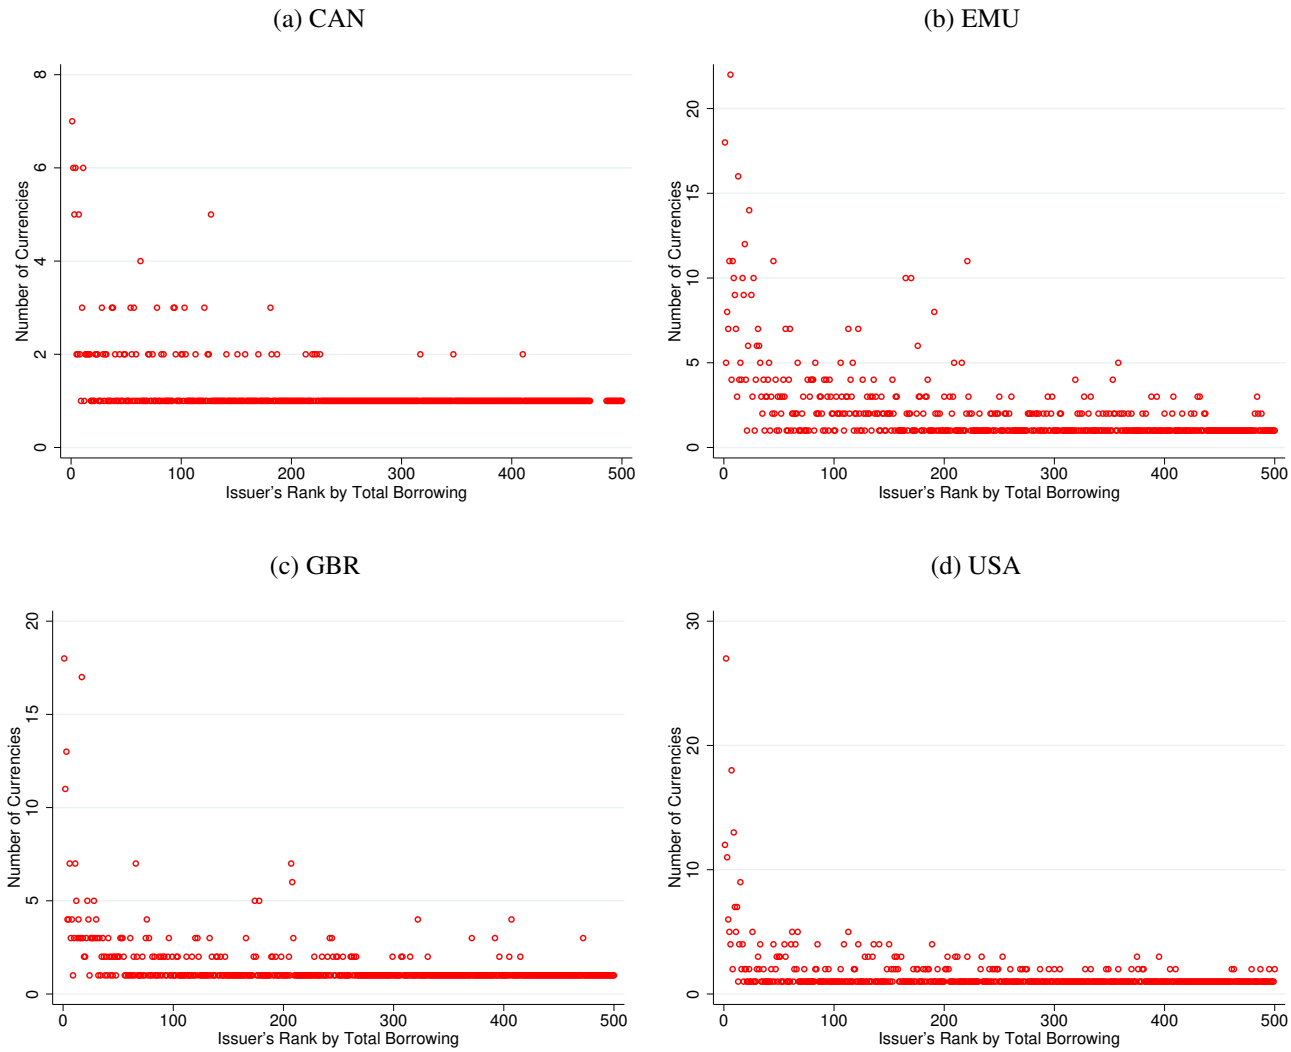 (a) CAN
Number of Currencies
8
6
4
2
0
0 100 200 300 400 500
Issuer's Rank by Total Borrowing
(b) EMU
Number of Currencies
20
15
10
5
0
0 100 200 300 400 500
Issuer's Rank by Total Borrowing
(c) GBR
Number of Currencies
20
15
10
5
0
0 100 200 300 400 500
Issuer's Rank by Total Borrowing
(d) USA
Number of Currencies
30
20
10
0
0 100 200 300 400 500
Issuer's Rank by Total Borrowing